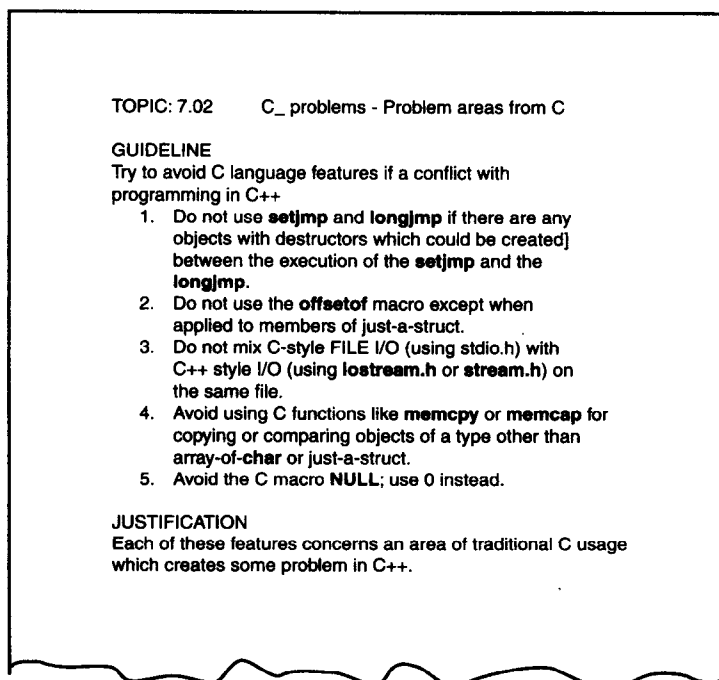 TOPIC: 7.02 C_ problems - Problem areas from C
GUIDELINE
Try to avoid C language features if a conflict with
programming in C++
1. Do not use setjmp and longjmp if there are any
objects with destructors which could be created]
between the execution of the setjmp and the
longjmp.
2. Do not use the offsetof macro except when
applied to members of just-a-struct.
3. Do not mix C-style FILE I/O (using stdio.h) with
C++ style I/O (using iostream.h or stream.h) on
the same file.
4. Avoid using C functions like memcpy or memcap for
copying or comparing objects of a type other than
array-of-char or just-a-struct.
5. Avoid the C macro NULL; use 0 instead.
JUSTIFICATION
Each of these features concerns an area of traditional C usage
which creates some problem in C++.